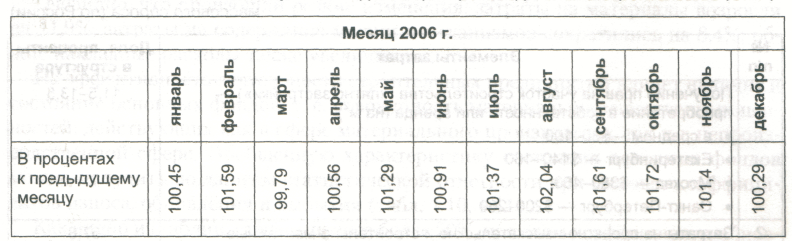 Месяц 2006 г.
январь
февраль
март
апрель
май
июнь
июль
август
сентябрь
октябрь
ноябрь
декабрь
В процентах
к предыдущему
месяцу
100,45
101,59
99,79
100,56
101,29
100,91
101,37
102,04
101,61
101,72
101,4
100,29